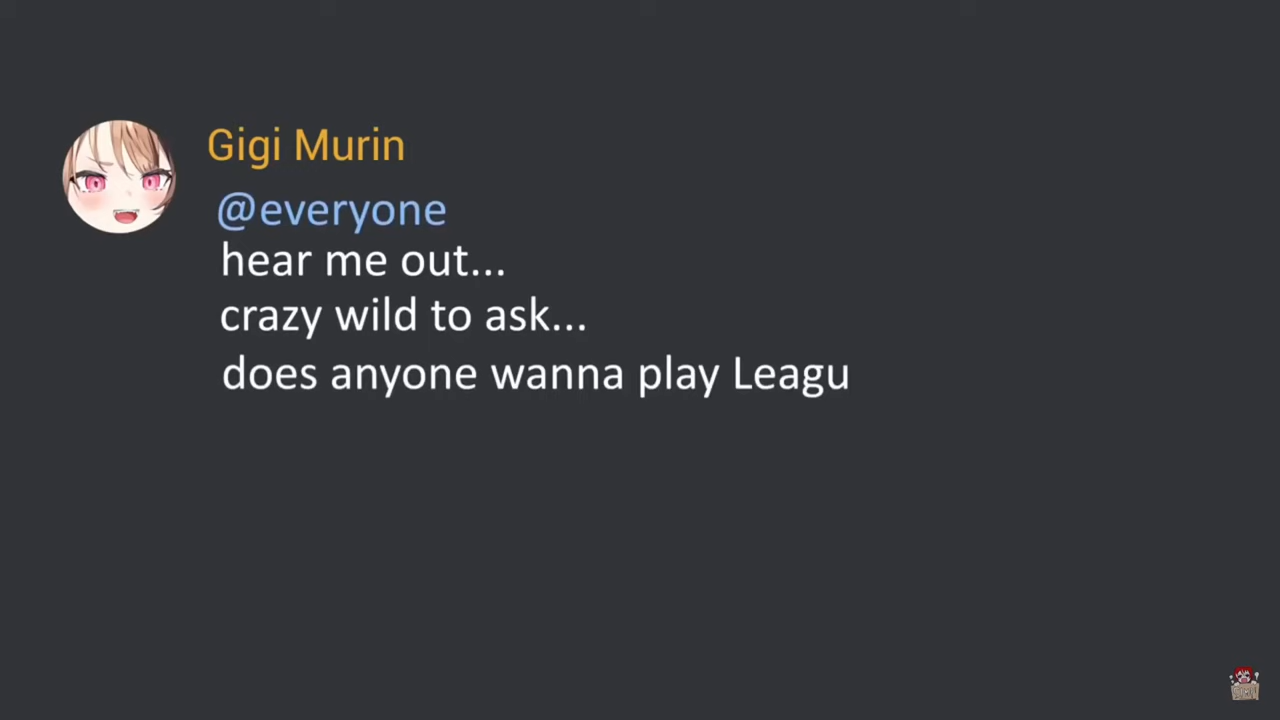 Gigi Murin
@everyone
hear me out...
crazy wild to ask...
does anyone wanna play Leagu